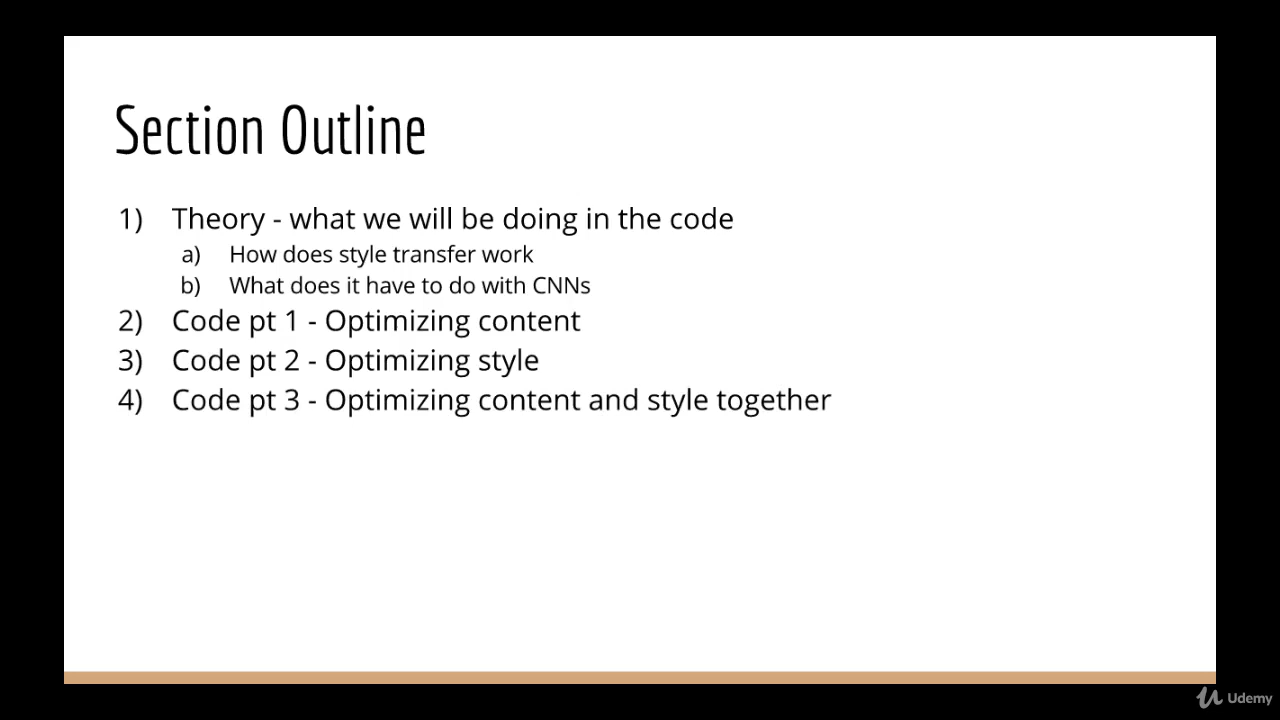 Section Outline
1) Theory - what we will be doing in the code
a) How does style transfer work
b) What does it have to do with CNNs
2) Code pt 1 - Optimizing content
3) Code pt 2 - Optimizing style
4) Code pt 3 - Optimizing content and style together
Udemy